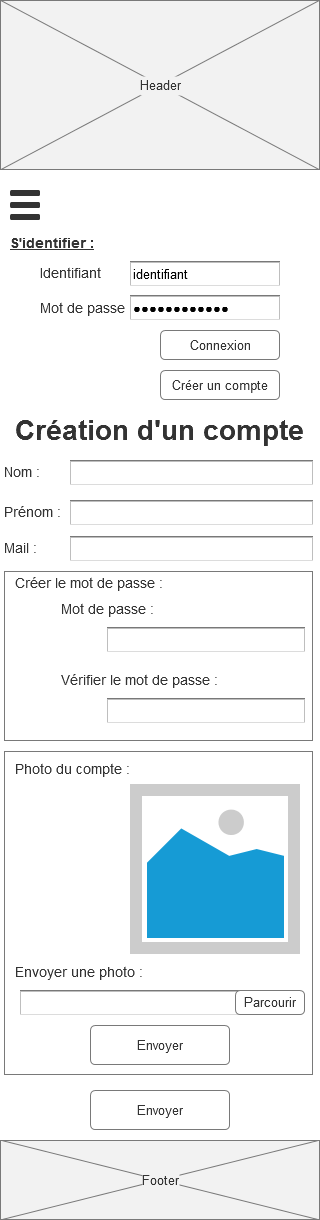 Header
S'identifier :
Identifiant identifiant
Mot de passe ••••••••••••
Connexion
Créer un compte
Création d'un compte
Nom :
Prénom :
Mail :
Créer le mot de passe :
Mot de passe :
Vérifier le mot de passe :
Photo du compte :
Envoyer une photo :
Parcourir
Envoyer
Envoyer
Footer